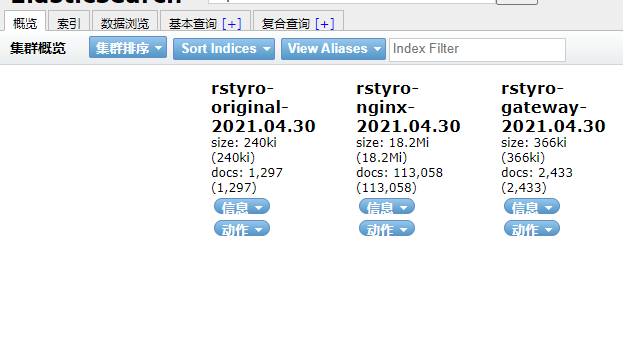 Elasticsearch
概览 索引 数据浏览 基本查询 [+] 复合查询 [+]
集群概览 集群排序 Sort Indices View Aliases Index Filter
rstyro-original-2021.04.30
size: 240ki (240ki)
docs: 1,297 (1,297)
信息
动作
rstyro-nginx-2021.04.30
size: 18.2Mi (18.2Mi)
docs: 113,058 (113,058)
信息
动作
rstyro-gateway-2021.04.30
size: 366ki (366ki)
docs: 2,433 (2,433)
信息
动作